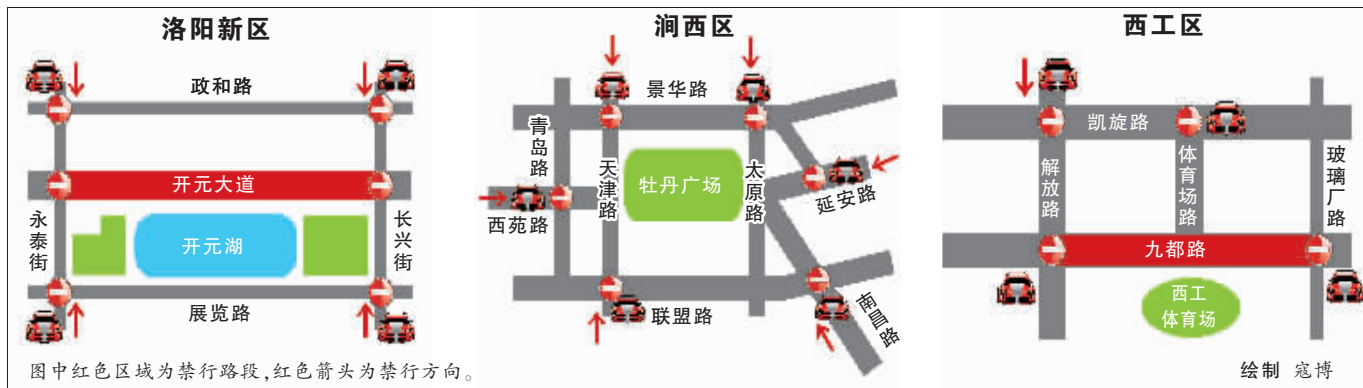 洛阳新区
政和路
开元大道
永泰街
开元湖
长兴街
展览路
图中红色区域为禁行路段,红色箭头为禁行方向。
涧西区
景华路
青岛路
天津路
牡丹广场
太原路
延安路
西苑路
联盟路
南昌路
西工区
凯旋路
解放路
体育场路
玻璃厂路
九都路
西工
体育场
绘制 寇博